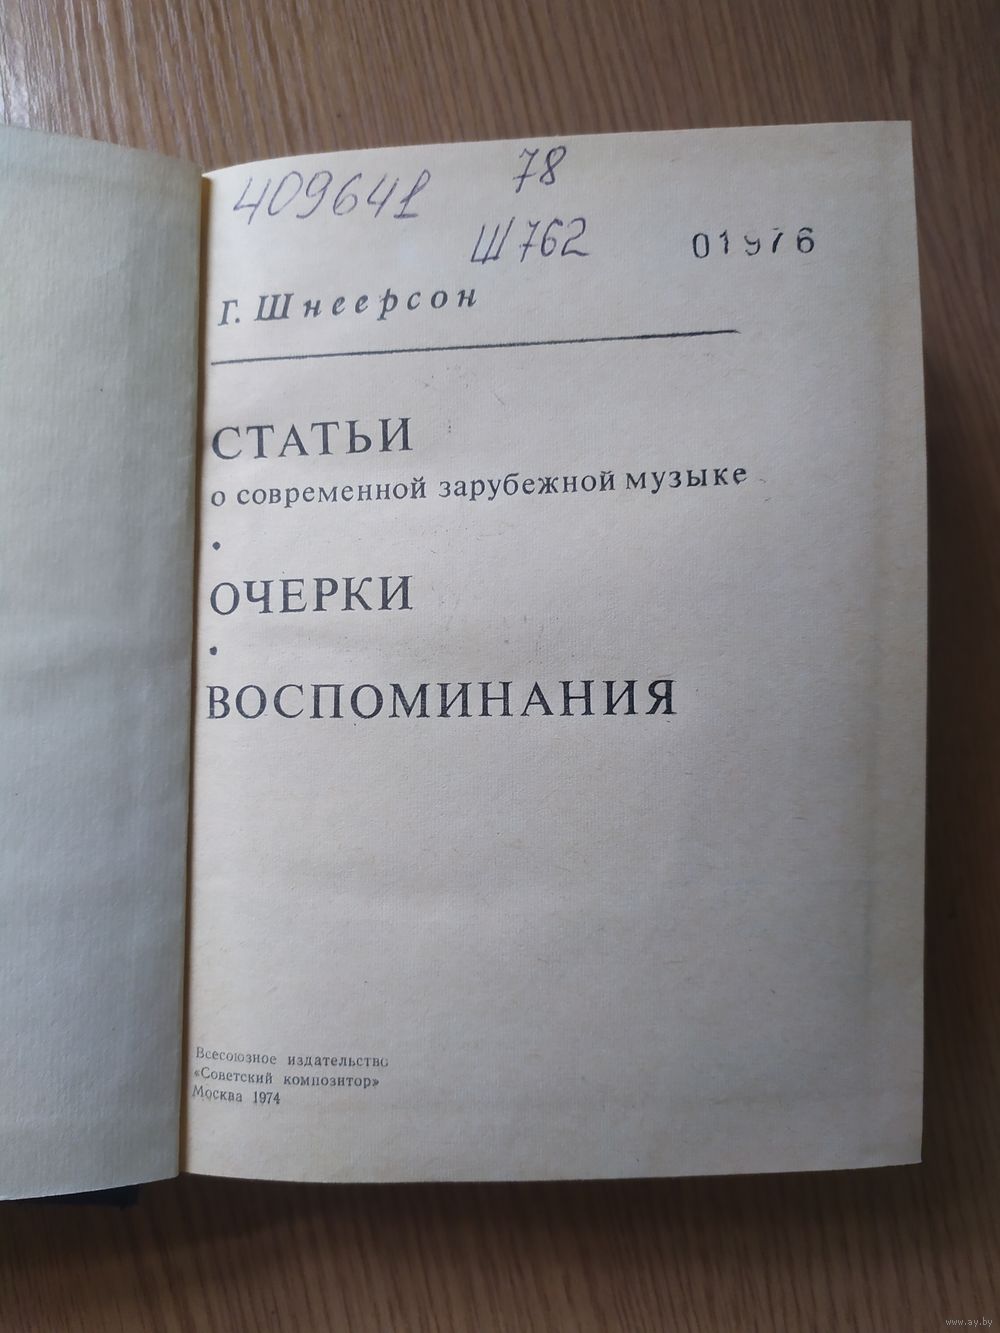 409641
78
Ш762
01976
Г. Шнеерсон
СТАТЬИ
о современной зарубежной музыке
•
ОЧЕРКИ
•
ВОСПОМИНАНИЯ
Всесоюзное издательство
«Советский композитор»
Москва 1974
www.ay.by